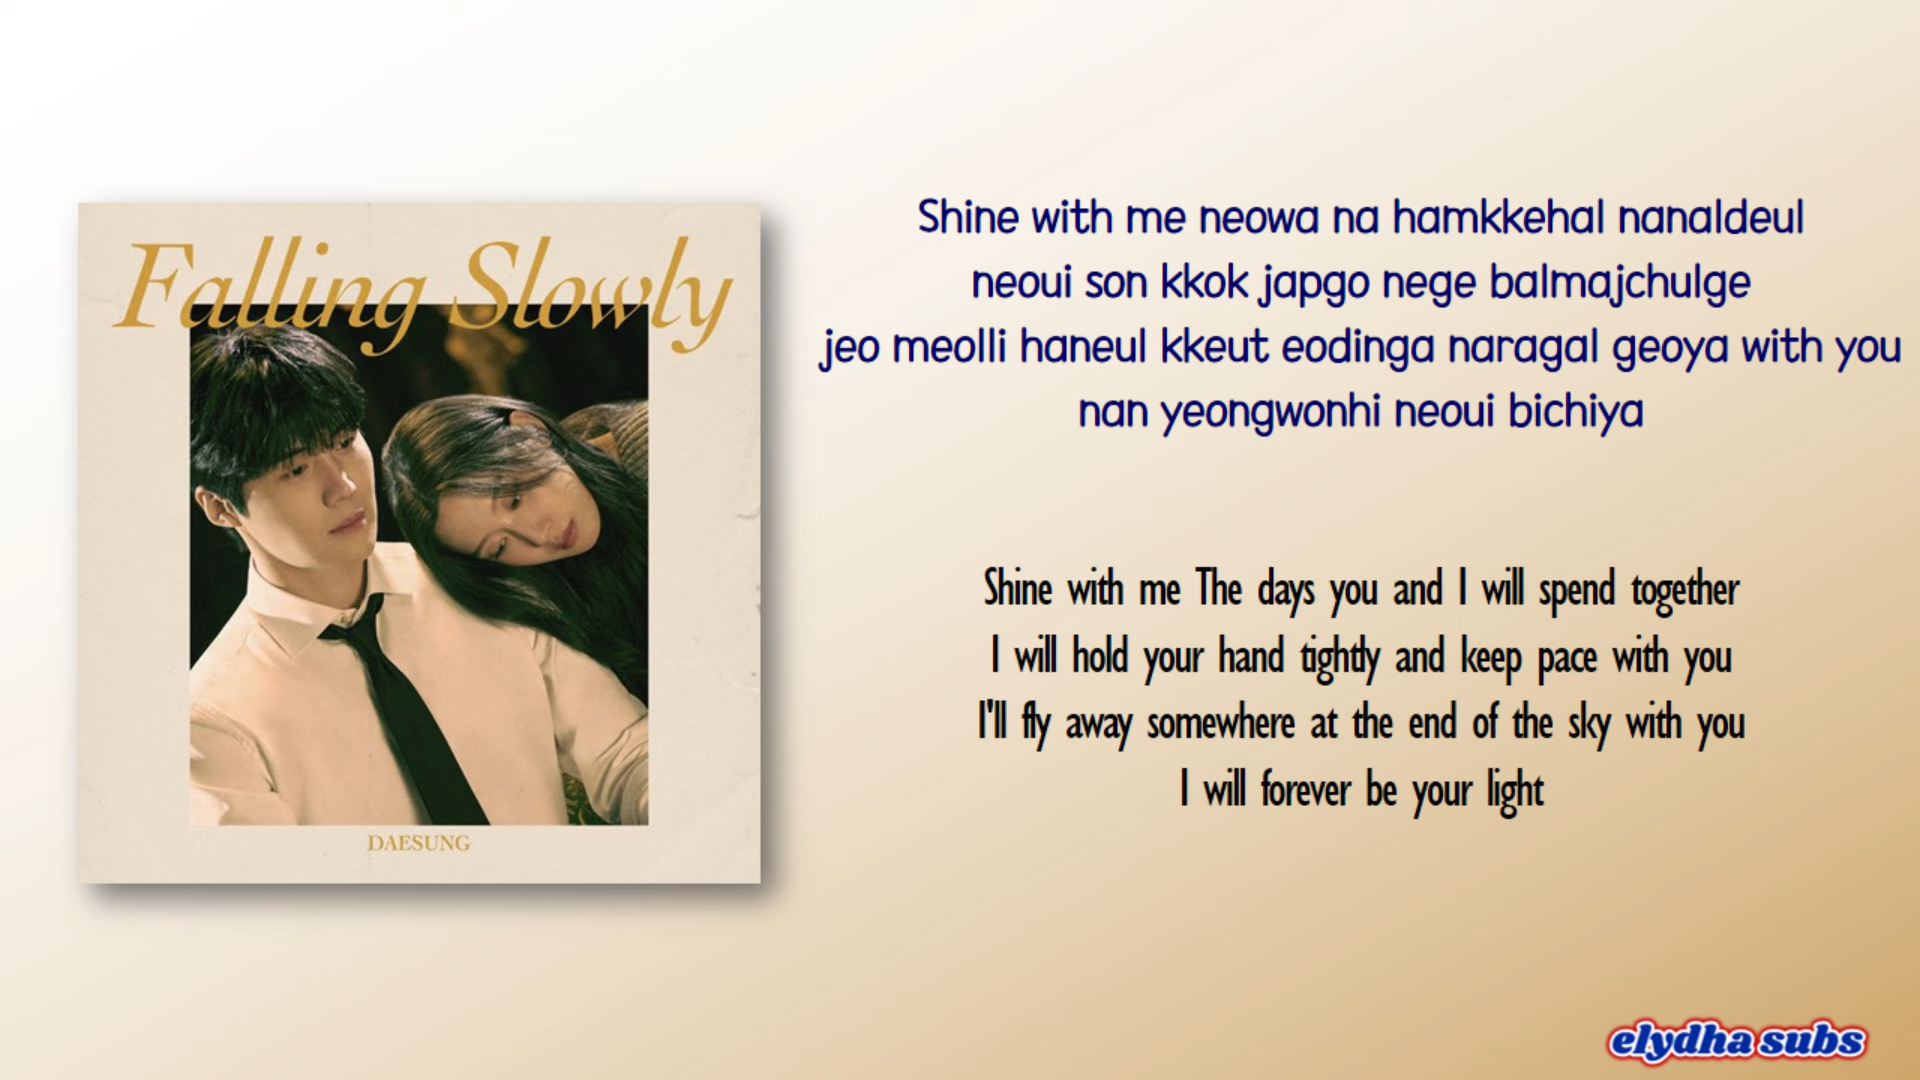 Falling Slowly
DAESUNG
Shine with me neowa na hamkkehal nanaldeul
neoui son kkok japgo nege balmajchulge
jeo meolli haneul kkeut eodinga naragal geoya with you
nan yeongwonhi neoui bichiya
Shine with me The days you and I will spend together
I will hold your hand tightly and keep pace with you
I'll fly away somewhere at the end of the sky with you
I will forever be your light
elydha subs